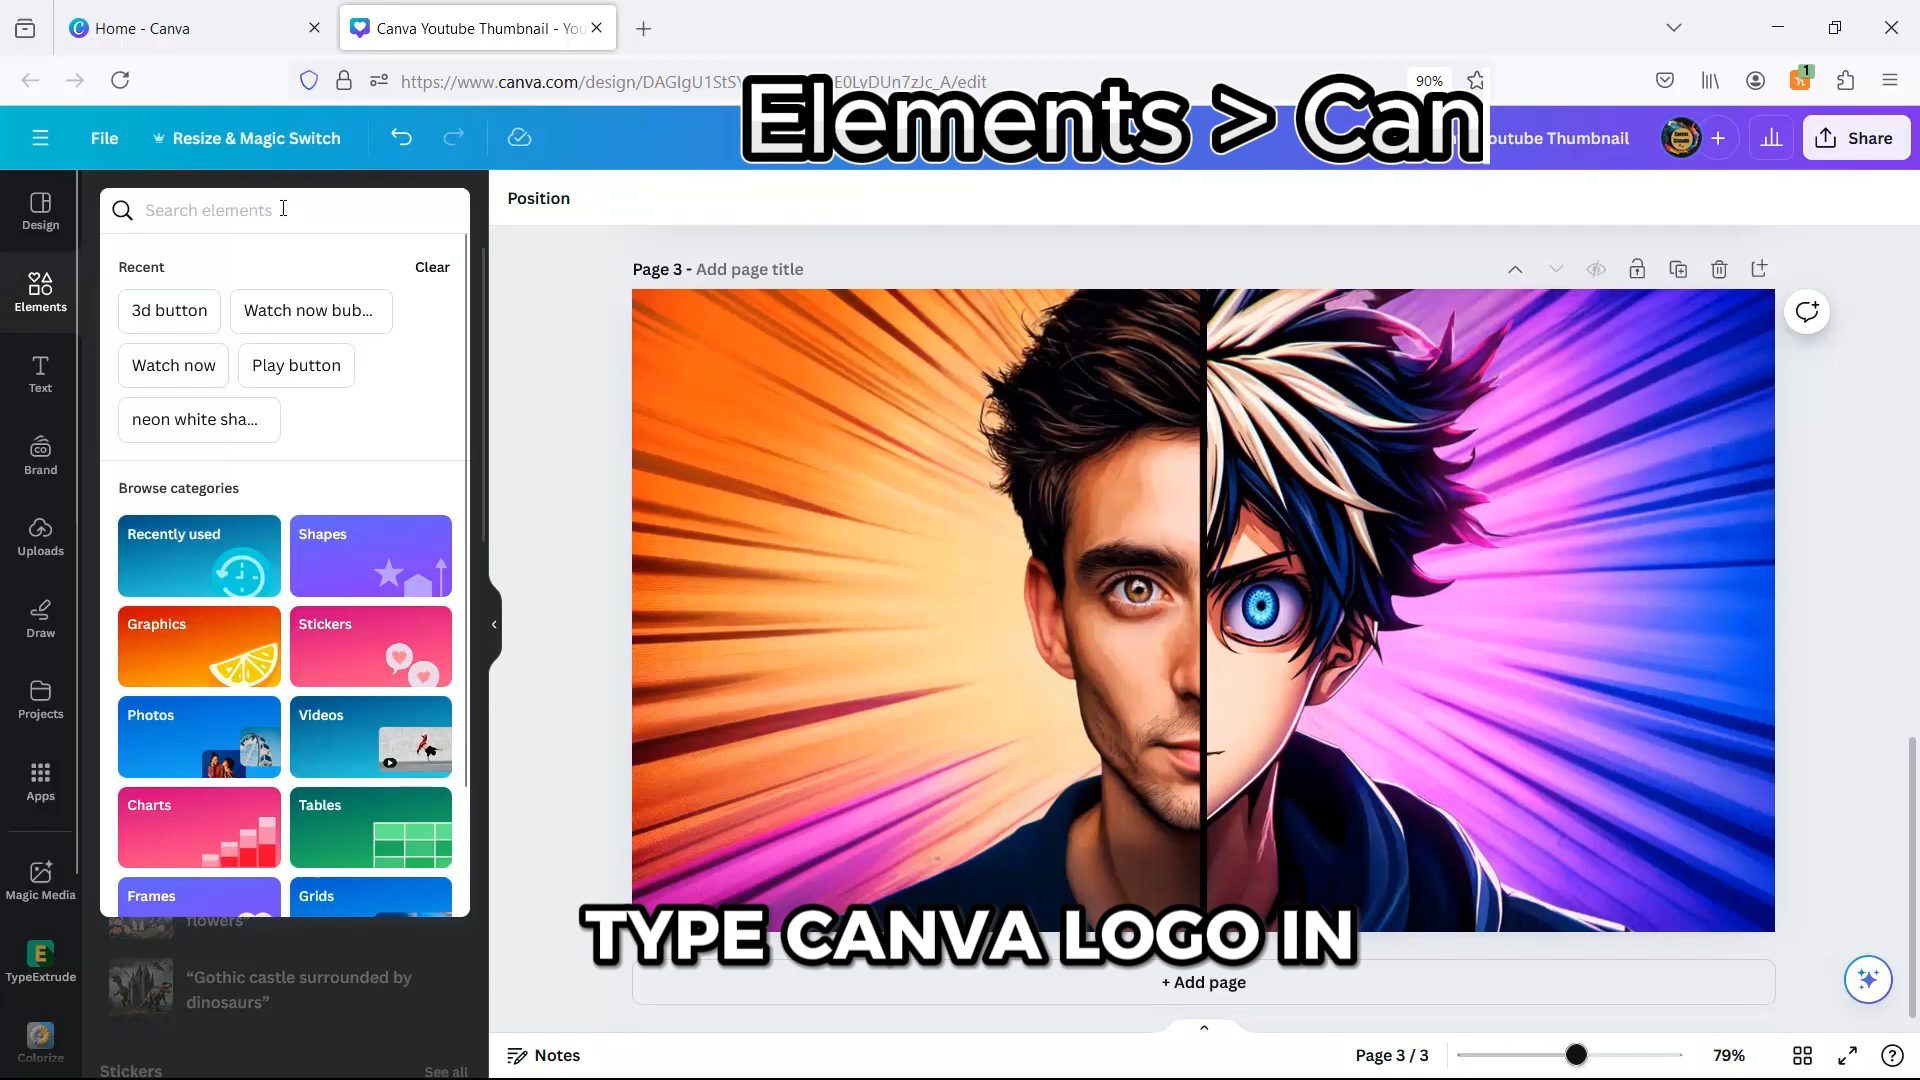 Home - Canva
Canva Youtube Thumbnail - You
https://www.canva.com/design/DAGIgU1StSY
E0LyDUn7zJc_A/edit
90%
1
File
Resize & Magic Switch
Elements > Can
outube Thumbnail
Share
Design
Elements
Text
Brand
Uploads
Draw
Projects
Apps
Magic Media
TypeExtrude
Colorize
Search elements
Recent
Clear
3d button
Watch now bub...
Watch now
Play button
neon white sha...
Browse categories
Recently used
Shapes
Graphics
Stickers
Photos
Videos
Charts
Tables
Frames
Grids
flowers”
“Gothic castle surrounded by
dinosaurs”
Stickers
See all
Position
Page 3 - Add page title
TYPE CANVA LOGO IN
+ Add page
Notes
Page 3 / 3
79%